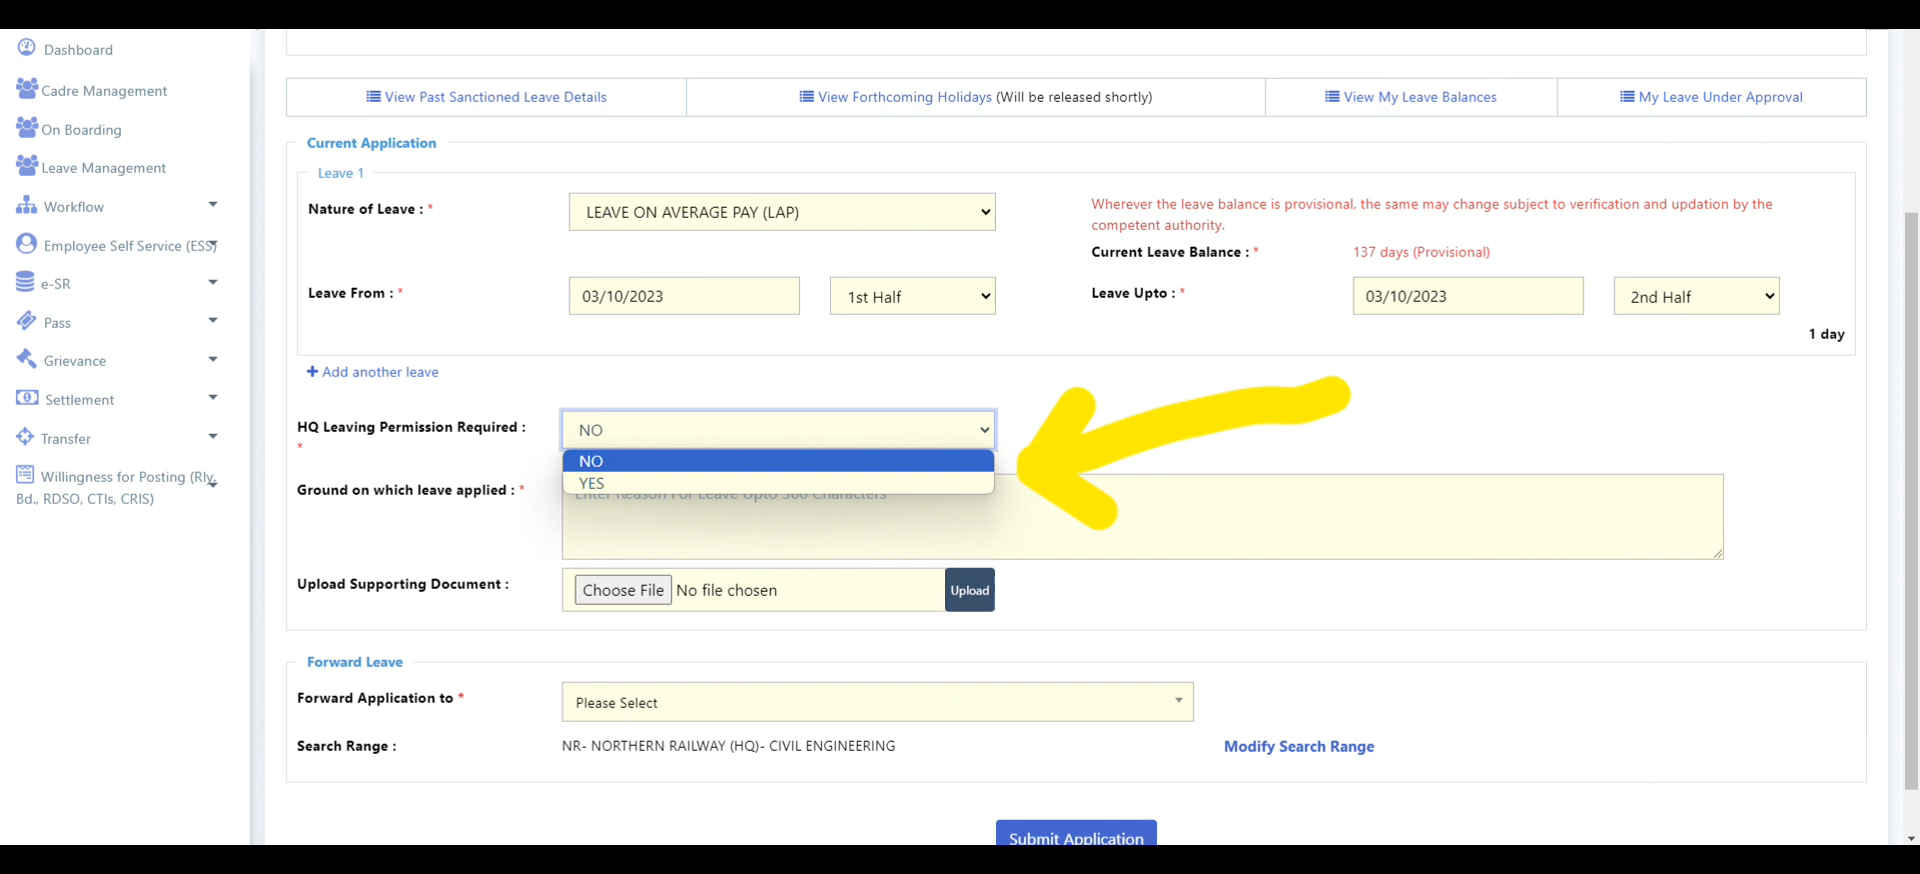 Dashboard
Cadre Management
On Boarding
Leave Management
Workflow
Employee Self Service (ESS)
e-SR
Pass
Grievance
Settlement
Transfer
Willingness for Posting (Rly.
Bd., RDSO, CTIs, CRIS)
View Past Sanctioned Leave Details
View Forthcoming Holidays (Will be released shortly)
View My Leave Balances
My Leave Under Approval
Current Application
Leave 1
Nature of Leave : *
LEAVE ON AVERAGE PAY (LAP)
Wherever the leave balance is provisional, the same may change subject to verification and updation by the
competent authority.
Current Leave Balance : *
137 days (Provisional)
Leave From : *
03/10/2023
1st Half
Leave Upto : *
03/10/2023
2nd Half
1 day
+ Add another leave
HQ Leaving Permission Required :
*
NO
NO
YES
Ground on which leave applied : *
Enter Reason For Leave Upto 500 Characters
Upload Supporting Document :
Choose File No file chosen
Upload
Forward Leave
Forward Application to *
Please Select
Search Range :
NR- NORTHERN RAILWAY (HQ)- CIVIL ENGINEERING
Modify Search Range
Submit Application